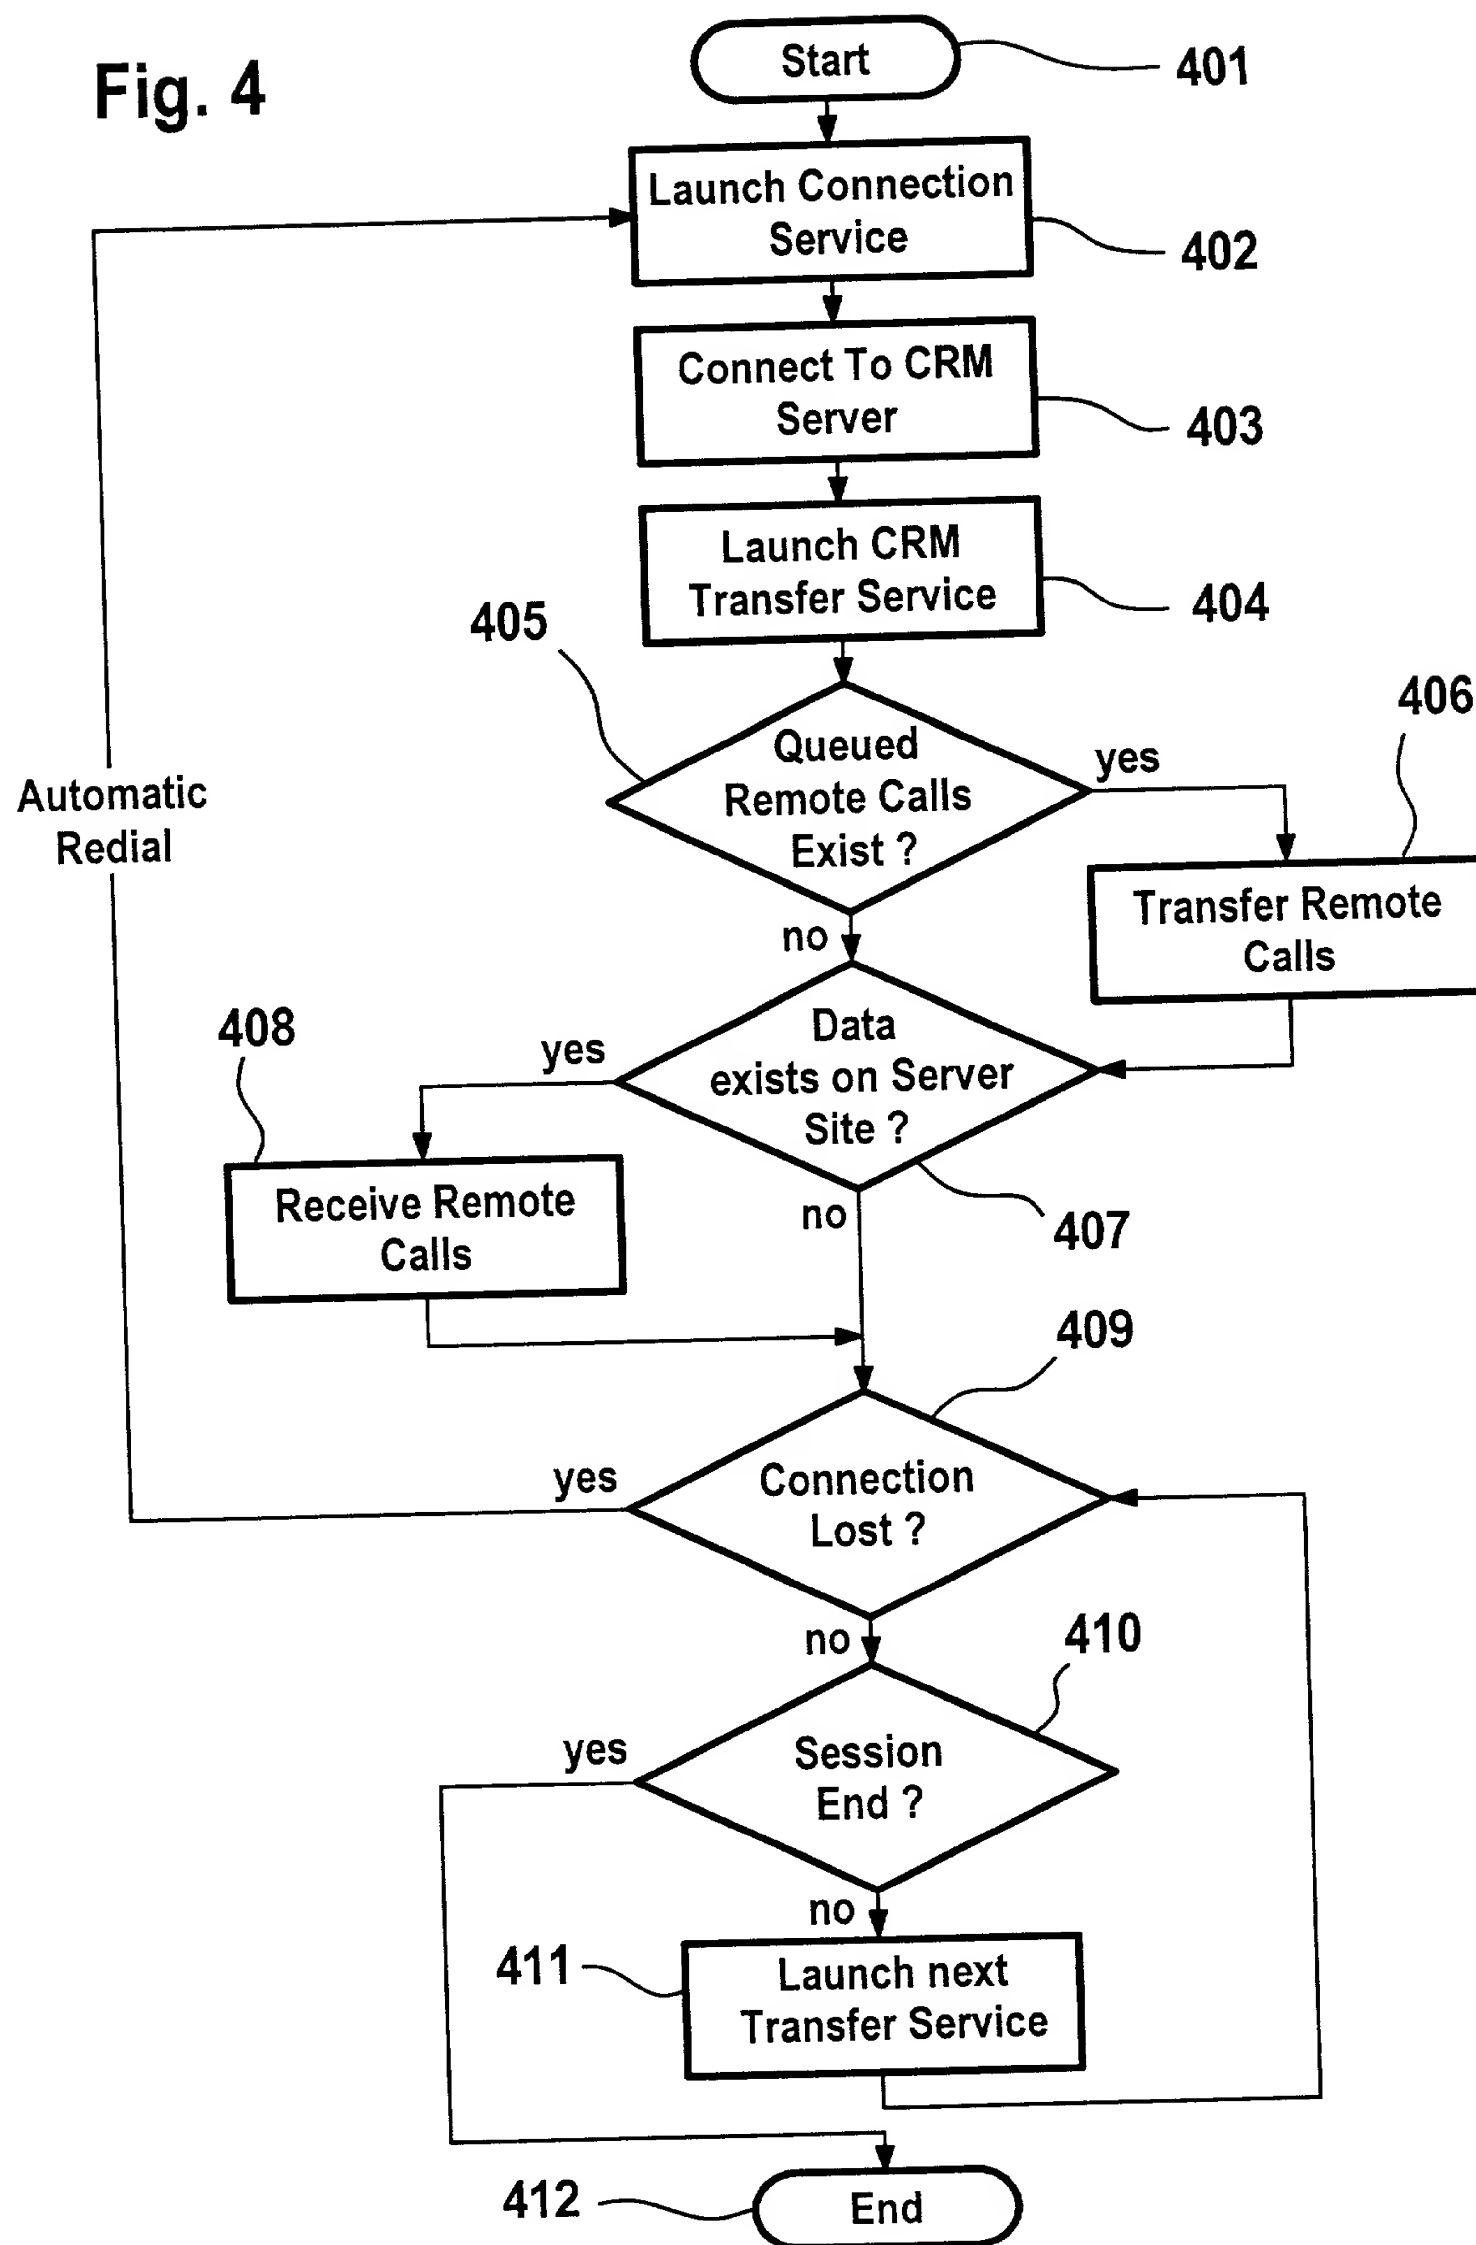 Fig. 4
Start
401
Launch Connection
Service
402
Connect To CRM
Server
403
Launch CRM
Transfer Service
404
405
Queued
Remote Calls
Exist ?
yes
406
Automatic
Redial
Transfer Remote
Calls
no
408
yes
Data
exists on Server
Site ?
407
Receive Remote
Calls
no
409
yes
Connection
Lost ?
no
410
yes
Session
End ?
no
411
Launch next
Transfer Service
412
End